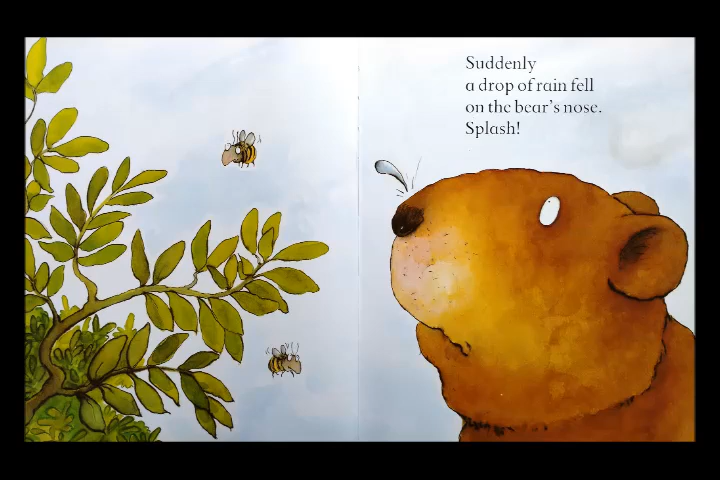 Suddenly
a drop of rain fell
on the bear's nose.
Splash!